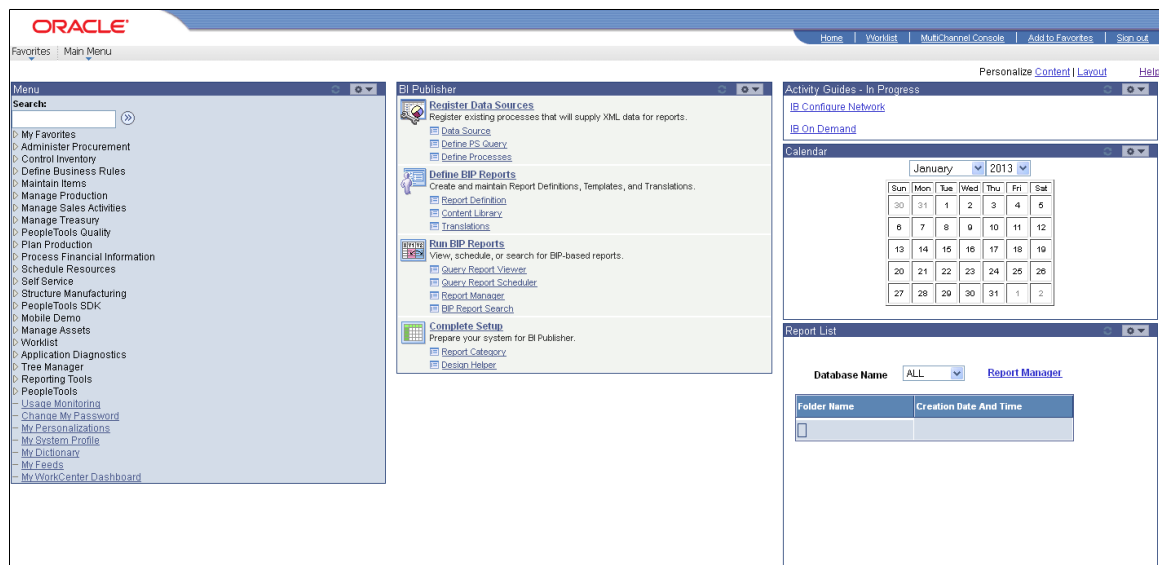 ORACLE
Home | Worklist | MultiChannel Console | Add to Favorites | Sign out
Favorites Main Menu
Personalize Content | Layout Help
Menu
Search:
My Favorites
Administer Procurement
Control Inventory
Define Business Rules
Maintain Items
Manage Production
Manage Sales Activities
Manage Treasury
PeopleTools Quality
Plan Production
Process Financial Information
Schedule Resources
Self Service
Structure Manufacturing
PeopleTools SDK
Mobile Demo
Manage Assets
Worklist
Application Diagnostics
Tree Manager
Reporting Tools
PeopleTools
Usage Monitoring
Change My Password
My Personalizations
My System Profile
My Dictionary
My Feeds
My WorkCenter Dashboard
BI Publisher
Register Data Sources
Register existing processes that will supply XML data for reports.
Data Source
Define PS Query
Define Processes
Define BIP Reports
Create and maintain Report Definitions, Templates, and Translations.
Report Definition
Content Library
Translations
Run BIP Reports
View, schedule, or search for BIP-based reports.
Query Report Viewer
Query Report Scheduler
Report Manager
BIP Report Search
Complete Setup
Prepare your system for BI Publisher.
Report Category
Design Helper
Activity Guides - In Progress
IB Configure Network
IB On Demand
Calendar
January 2013
Sun Mon Tue Wed Thu Fri Sat
30 31 1 2 3 4 5
6 7 8 9 10 11 12
13 14 15 16 17 18 19
20 21 22 23 24 25 26
27 28 29 30 31 1 2
Report List
Database Name ALL Report Manager
Folder Name Creation Date And Time